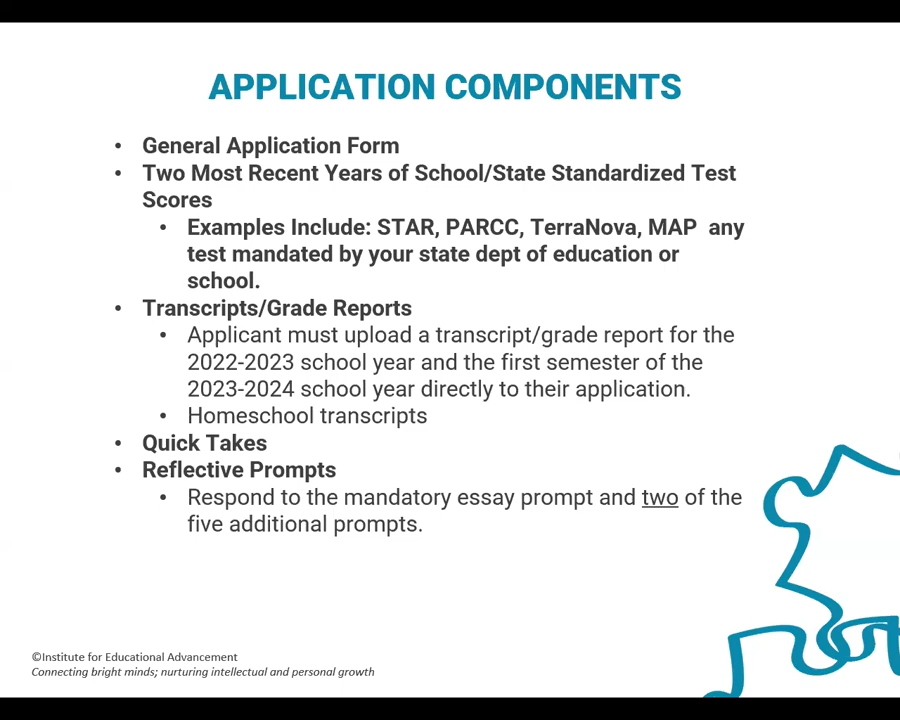 APPLICATION COMPONENTS
• General Application Form
• Two Most Recent Years of School/State Standardized Test
Scores
• Examples Include: STAR, PARCC, TerraNova, MAP  any
test mandated by your state dept of education or
school.
• Transcripts/Grade Reports
• Applicant must upload a transcript/grade report for the
2022-2023 school year and the first semester of the
2023-2024 school year directly to their application.
• Homeschool transcripts
• Quick Takes
• Reflective Prompts
• Respond to the mandatory essay prompt and two of the
five additional prompts.
©Institute for Educational Advancement
Connecting bright minds; nurturing intellectual and personal growth